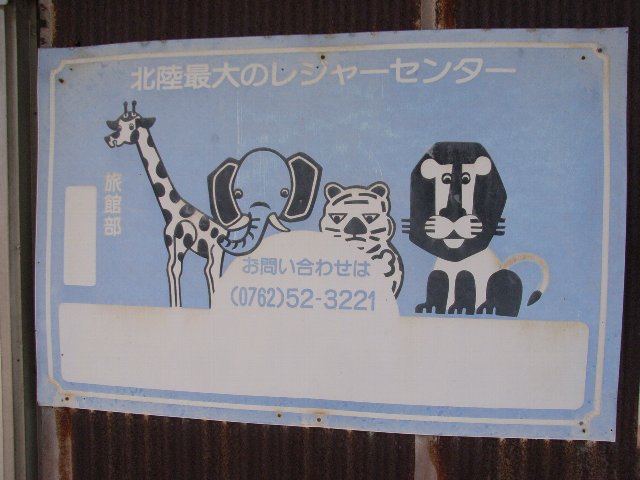 北陸最大のレジャーセンター
旅館部
お問い合わせは
(0762)52-3221